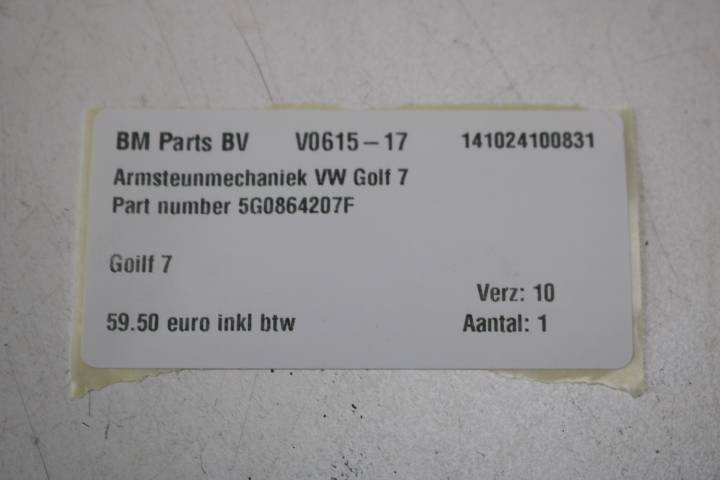 BM Parts BV V0615-17 141024100831
Armsteunmechaniek VW Golf 7
Part number 5G0864207F
Goilf 7
Verz: 10
59.50 euro inkl btw Aantal: 1